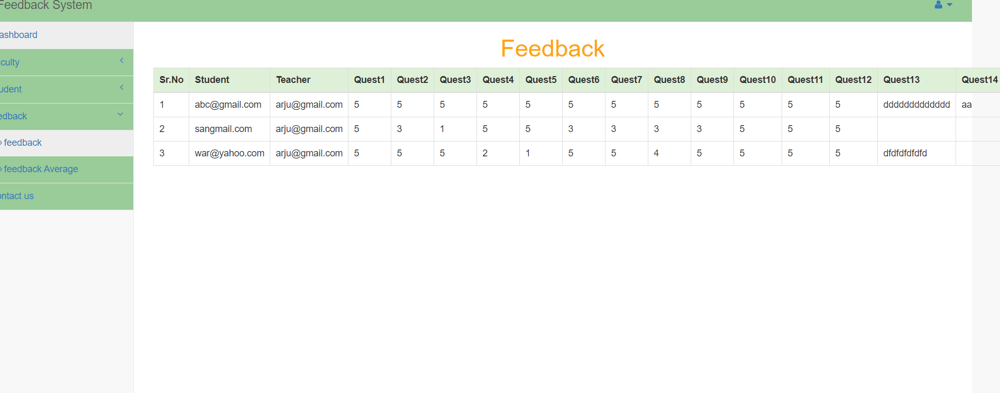 Feedback System
ashboard
culty
udent
edback
feedback
feedback Average
ontact us
Feedback
Sr.No Student Teacher Quest1 Quest2 Quest3 Quest4 Quest5 Quest6 Quest7 Quest8 Quest9 Quest10 Quest11 Quest12 Quest13 Quest14
1 abc@gmail.com arju@gmail.com 5 5 5 5 5 5 5 5 5 5 5 5 ddddddddddddd aa
2 sangmail.com arju@gmail.com 5 3 1 5 5 3 3 3 3 5 5 5
3 war@yahoo.com arju@gmail.com 5 5 5 2 1 5 5 4 5 5 5 5 dfdfdfdfdfd